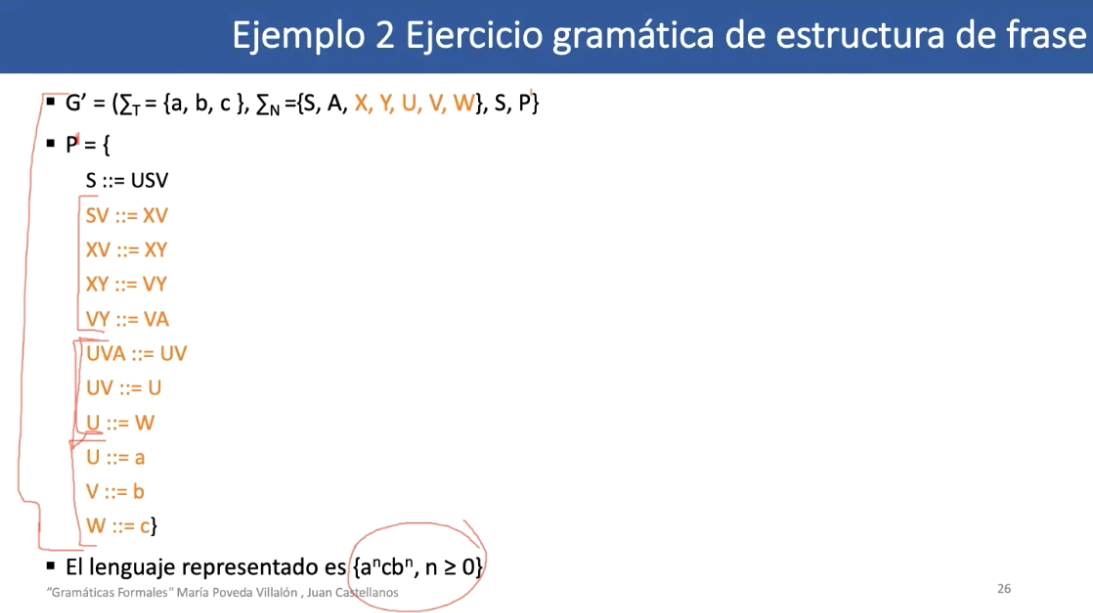 Ejemplo 2 Ejercicio gramática de estructura de frase
▪ G’ = (∑T = {a, b, c }, ∑N ={S, A, X, Y, U, V, W}, S, P'}
▪ P' = {
S ::= USV
SV ::= XV
XV ::= XY
XY ::= VY
VY ::= VA
UVA ::= UV
UV ::= U
U ::= W
U ::= a
V ::= b
W ::= c}
▪ El lenguaje representado es {aⁿcbⁿ, n ≥ 0}
“Gramáticas Formales" María Poveda Villalón , Juan Castellanos
26